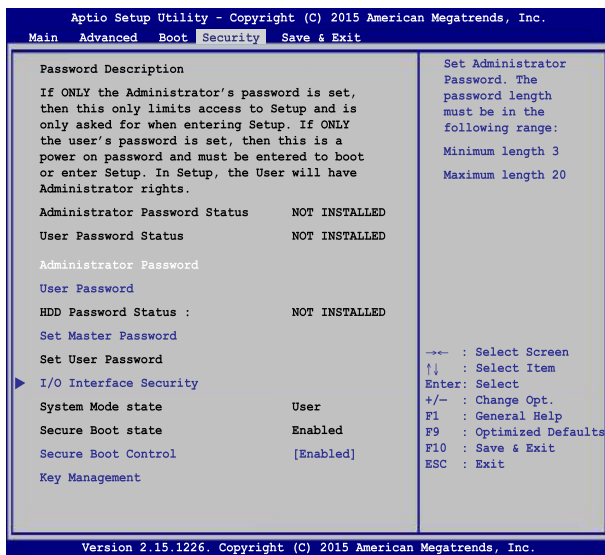 Aptio Setup Utility - Copyright (C) 2015 American Megatrends, Inc.
Main Advanced Boot Security Save & Exit
Password Description
If ONLY the Administrator's password is set,
then this only limits access to Setup and is
only asked for when entering Setup. If ONLY
the user's password is set, then this is a
power on password and must be entered to boot
or enter Setup. In Setup, the User will have
Administrator rights.
Administrator Password Status NOT INSTALLED
User Password Status NOT INSTALLED
Administrator Password
User Password
HDD Password Status : NOT INSTALLED
Set Master Password
Set User Password
I/O Interface Security
System Mode state User
Secure Boot state Enabled
Secure Boot Control [Enabled]
Key Management
Set Administrator
Password. The
password length
must be in the
following range:
Minimum length 3
Maximum length 20
→← : Select Screen
↑↓ : Select Item
Enter: Select
+/— : Change Opt.
F1 : General Help
F9 : Optimized Defaults
F10 : Save & Exit
ESC : Exit
Version 2.15.1226. Copyright (C) 2015 American Megatrends, Inc.